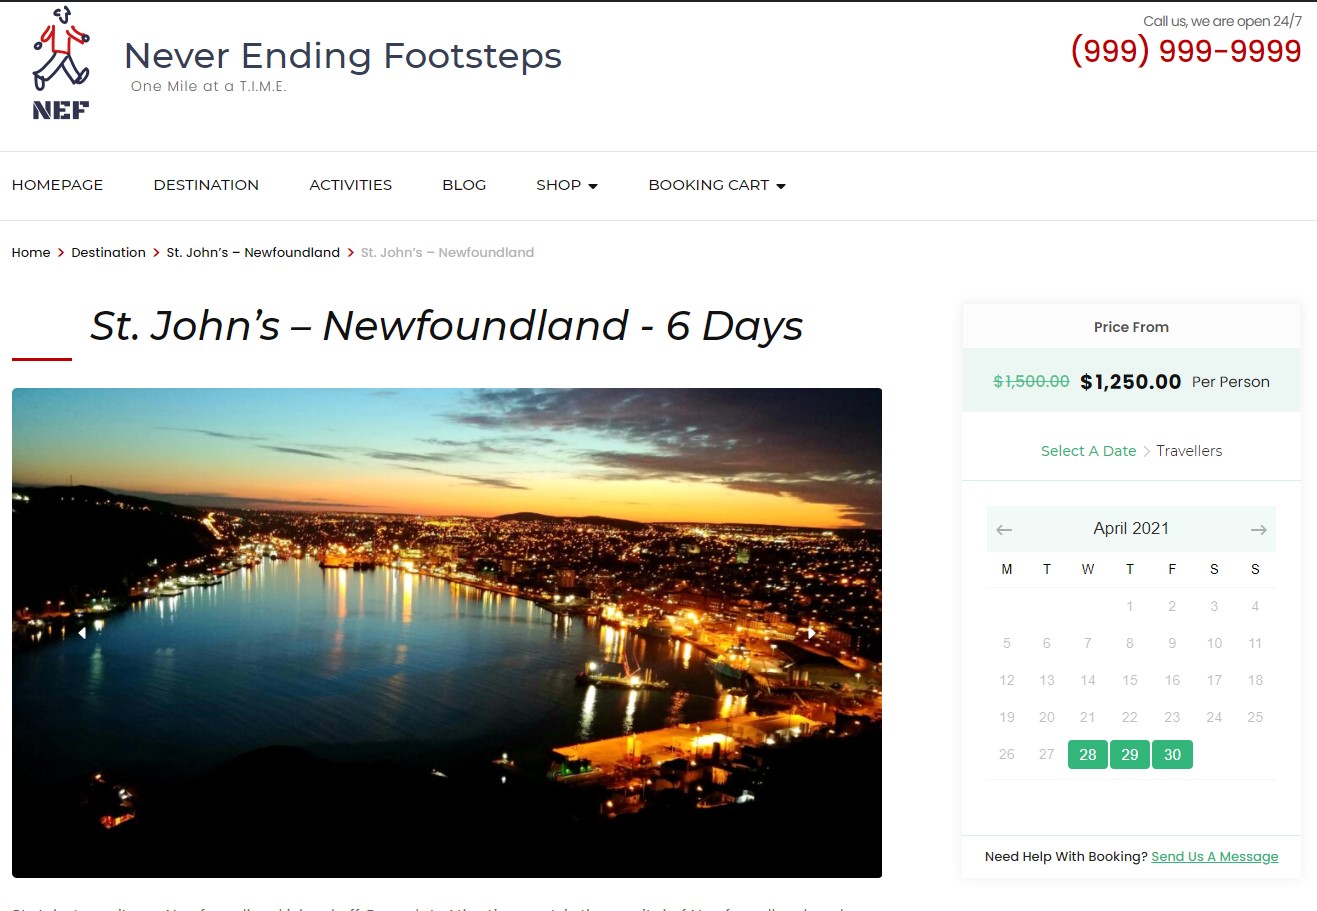 Call us, we are open 24/7
(999) 999-9999
Never Ending Footsteps
One Mile at a T.I.M.E.
NEF
HOMEPAGE DESTINATION ACTIVITIES BLOG SHOP BOOKING CART
Home > Destination > St. John's – Newfoundland > St. John's – Newfoundland
St. John's – Newfoundland - 6 Days
Price From
$1,500.00 $1,250.00 Per Person
Select A Date > Travellers
← April 2021 →
M T W T F S S
1 2 3 4
5 6 7 8 9 10 11
12 13 14 15 16 17 18
19 20 21 22 23 24 25
26 27 28 29 30
Need Help With Booking? Send Us A Message